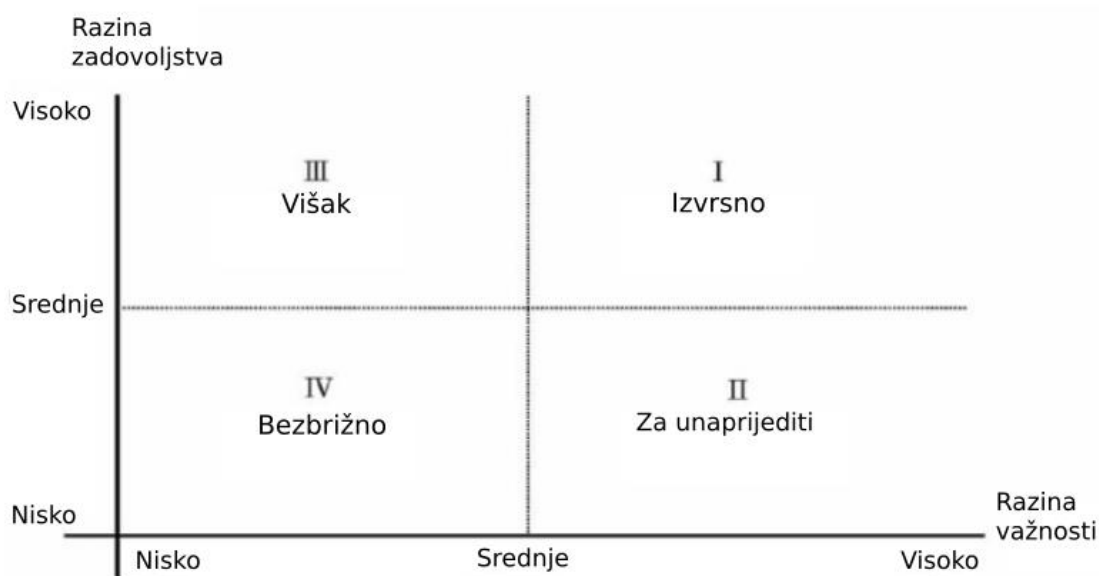 Razina
zadovoljstva
Visoko
III
Višak
I
Izvrsno
Srednje
IV
Bezbrižno
II
Za unaprijediti
Nisko
Razina
važnosti
Nisko
Srednje
Visoko